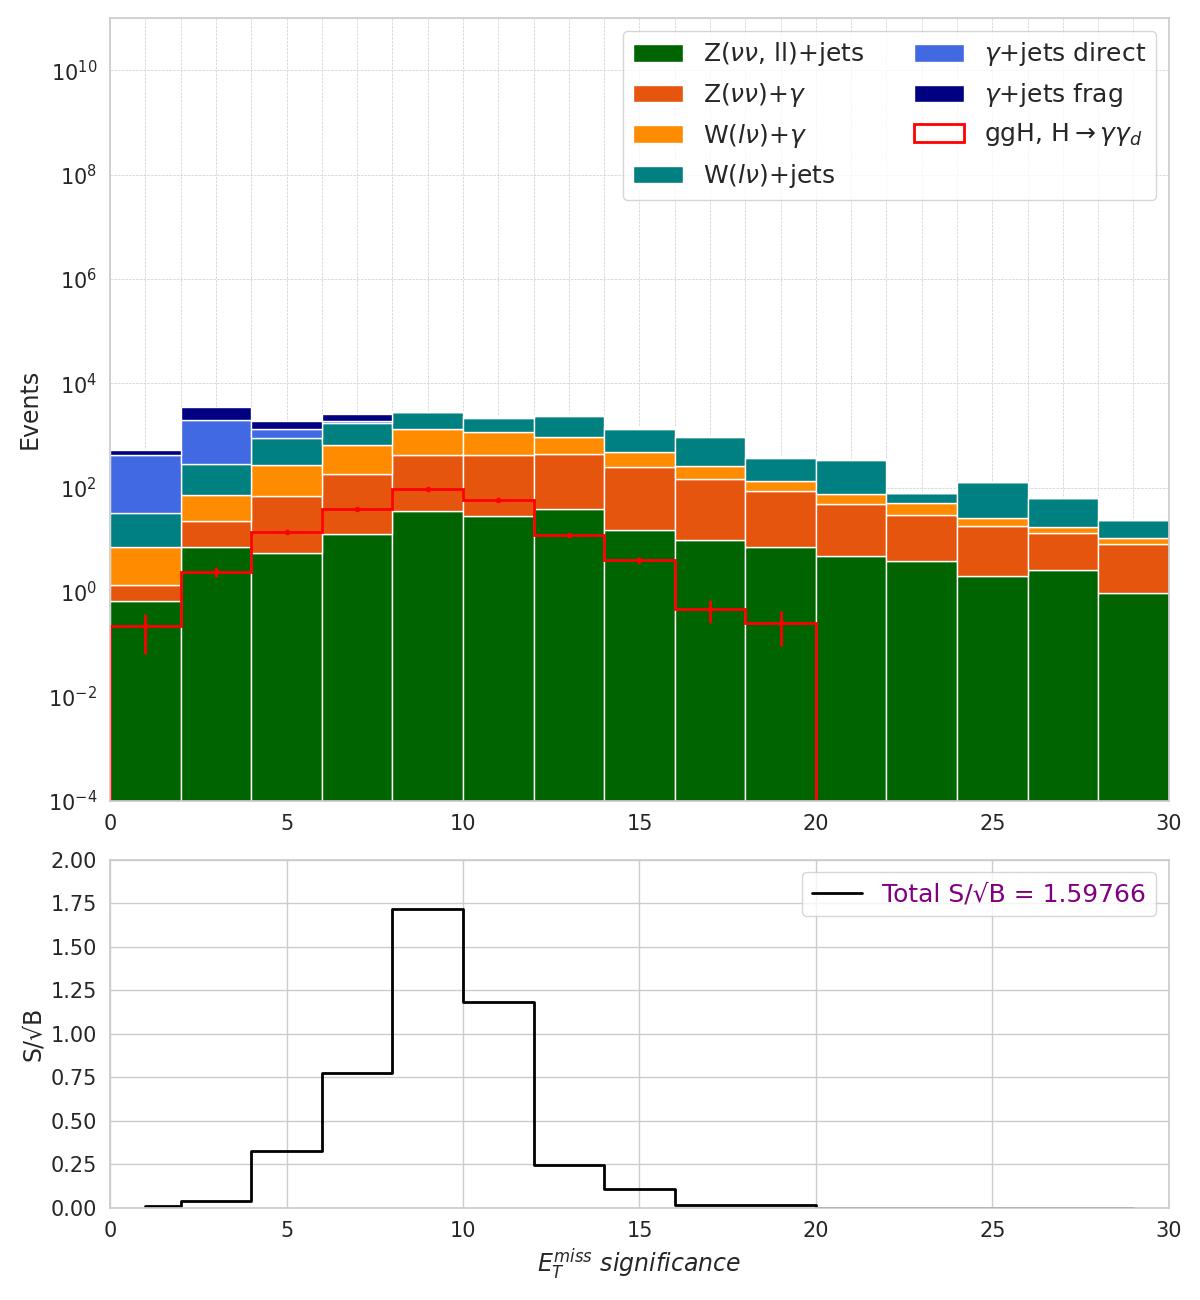 Z(νν, ll)+jets
Z(νν)+γ
W(lν)+γ
W(lν)+jets
γ+jets direct
γ+jets frag
ggH, H→γγ_d
Events
10^10
10^8
10^6
10^4
10^2
10^0
10^−2
10^−4
0 5 10 15 20 25 30
Total S/√B = 1.59766
S/√B
2.00
1.75
1.50
1.25
1.00
0.75
0.50
0.25
0.00
0 5 10 15 20 25 30
E_T^miss significance